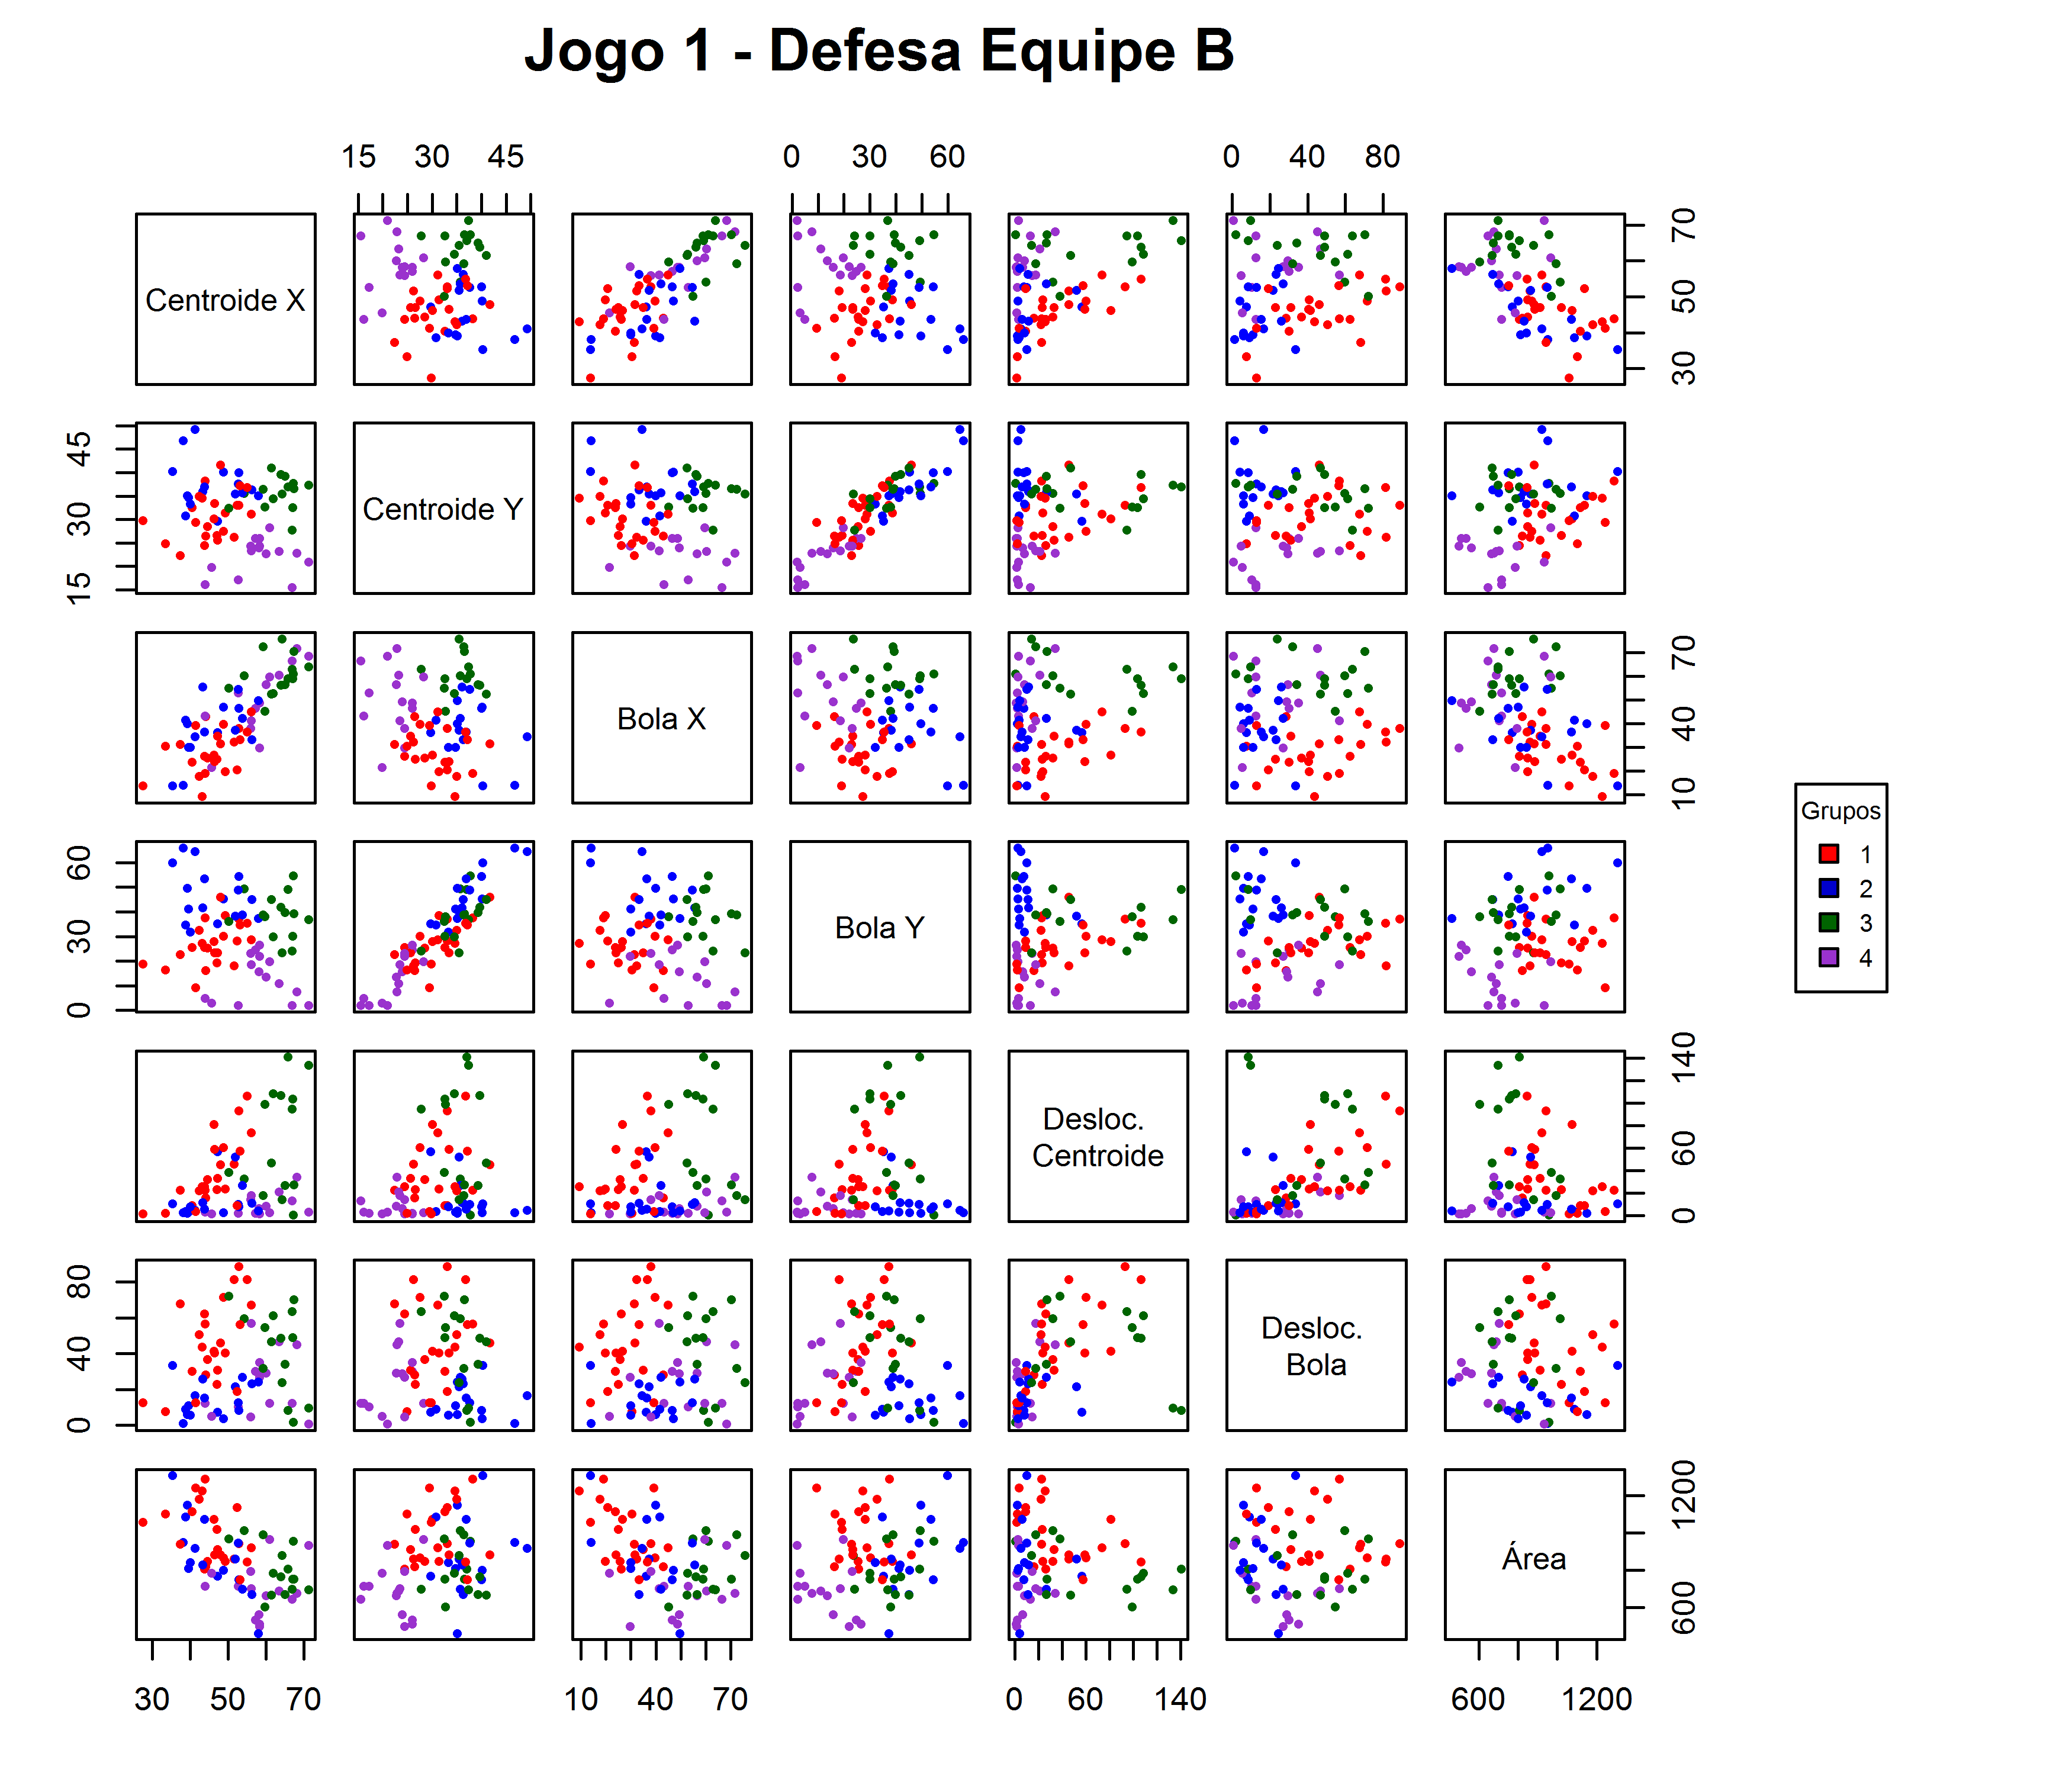 Jogo 1 - Defesa Equipe B
15 30 45 0 30 60 0 40 80
Centroide X
30 50 70
15 30 45
Centroide Y
Bola X
10 40 70
Grupos
1
2
3
4
0 30 60
Bola Y
Desloc.
Centroide
0 60 140
0 40 80
Desloc.
Bola
Área
600 1200
30 50 70 10 40 70 0 60 140 600 1200